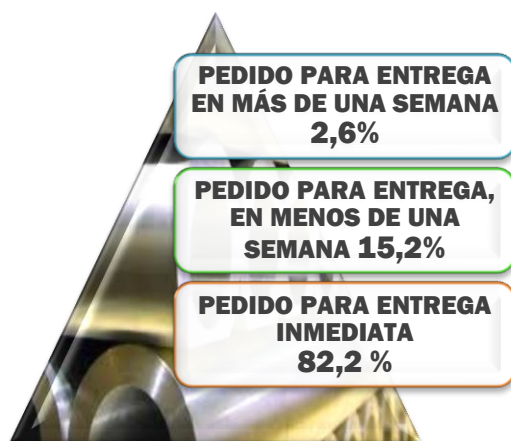 PEDIDO PARA ENTREGA
EN MÁS DE UNA SEMANA
2,6%
PEDIDO PARA ENTREGA,
EN MENOS DE UNA
SEMANA 15,2%
PEDIDO PARA ENTREGA
INMEDIATA
82,2 %